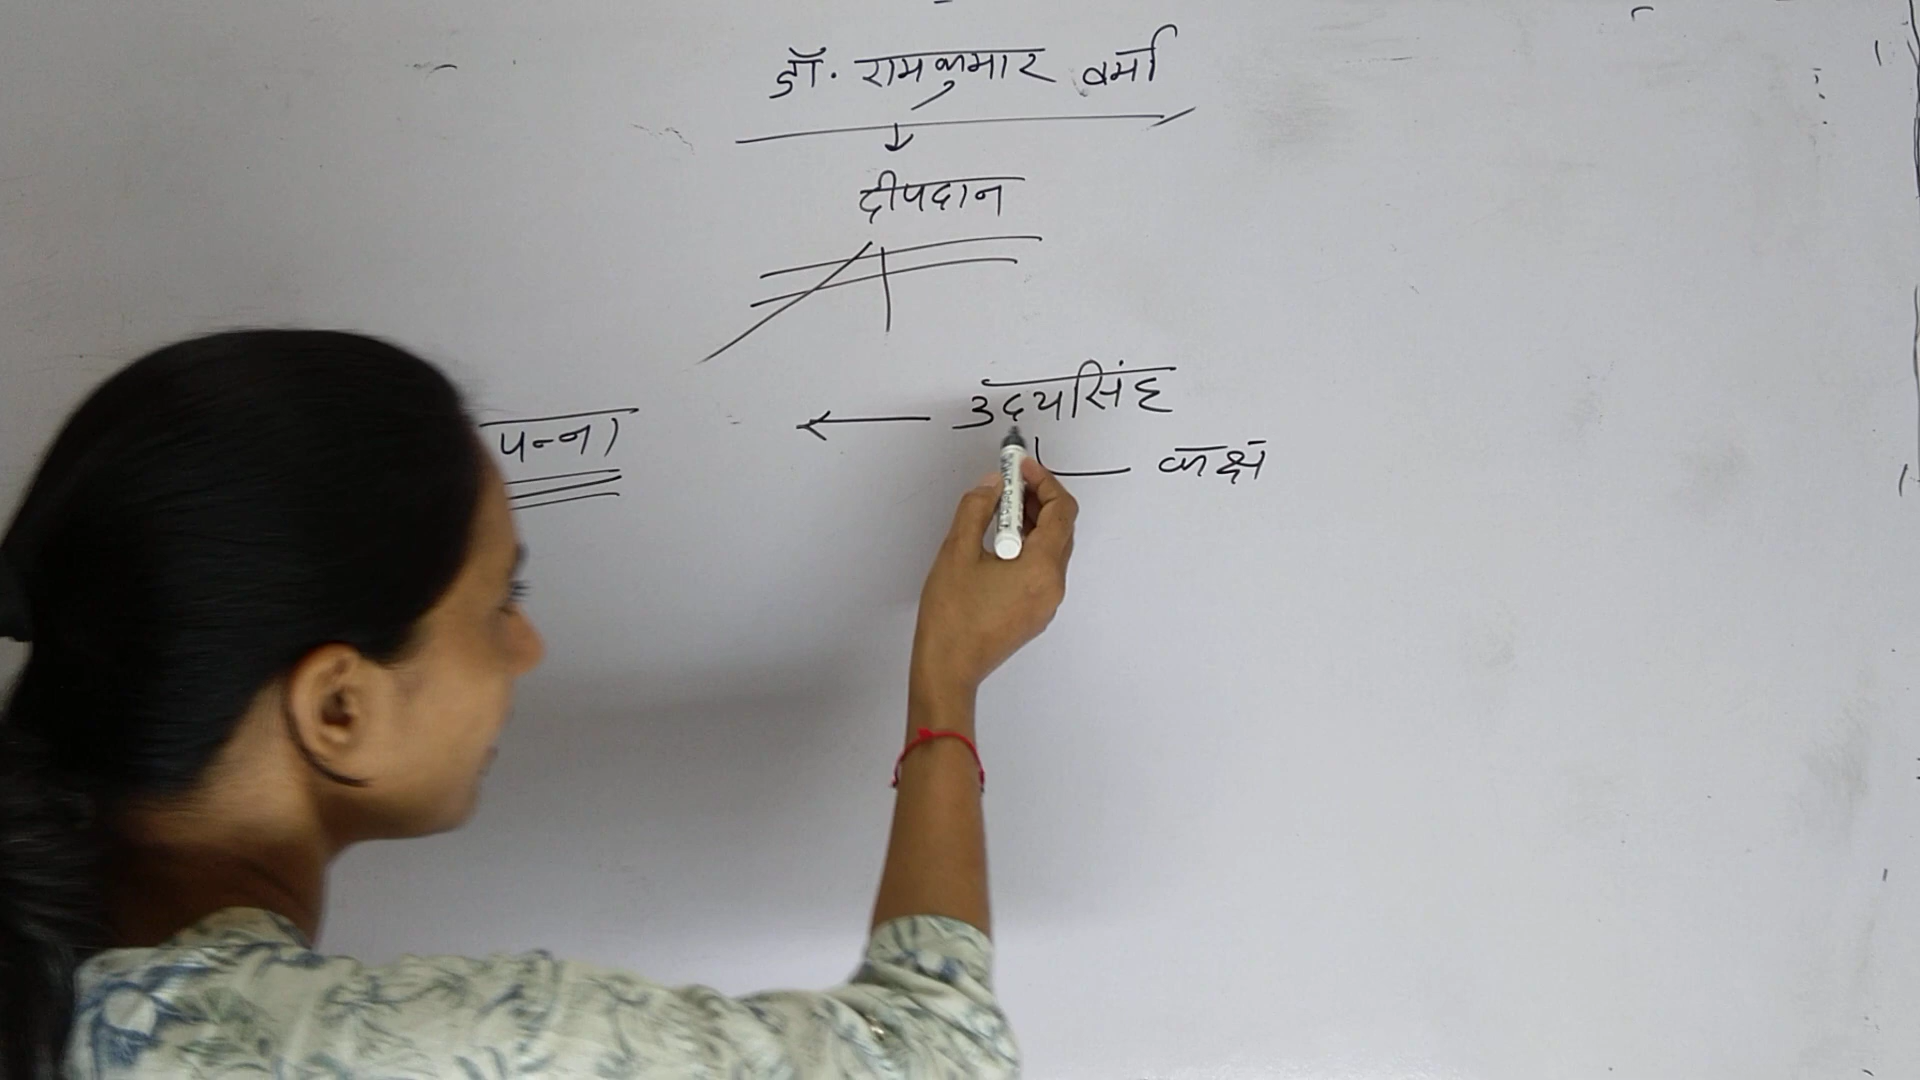 डॉ. रामकुमार वर्मा
दीपदान
उदयसिंह
पन्ना
कक्ष